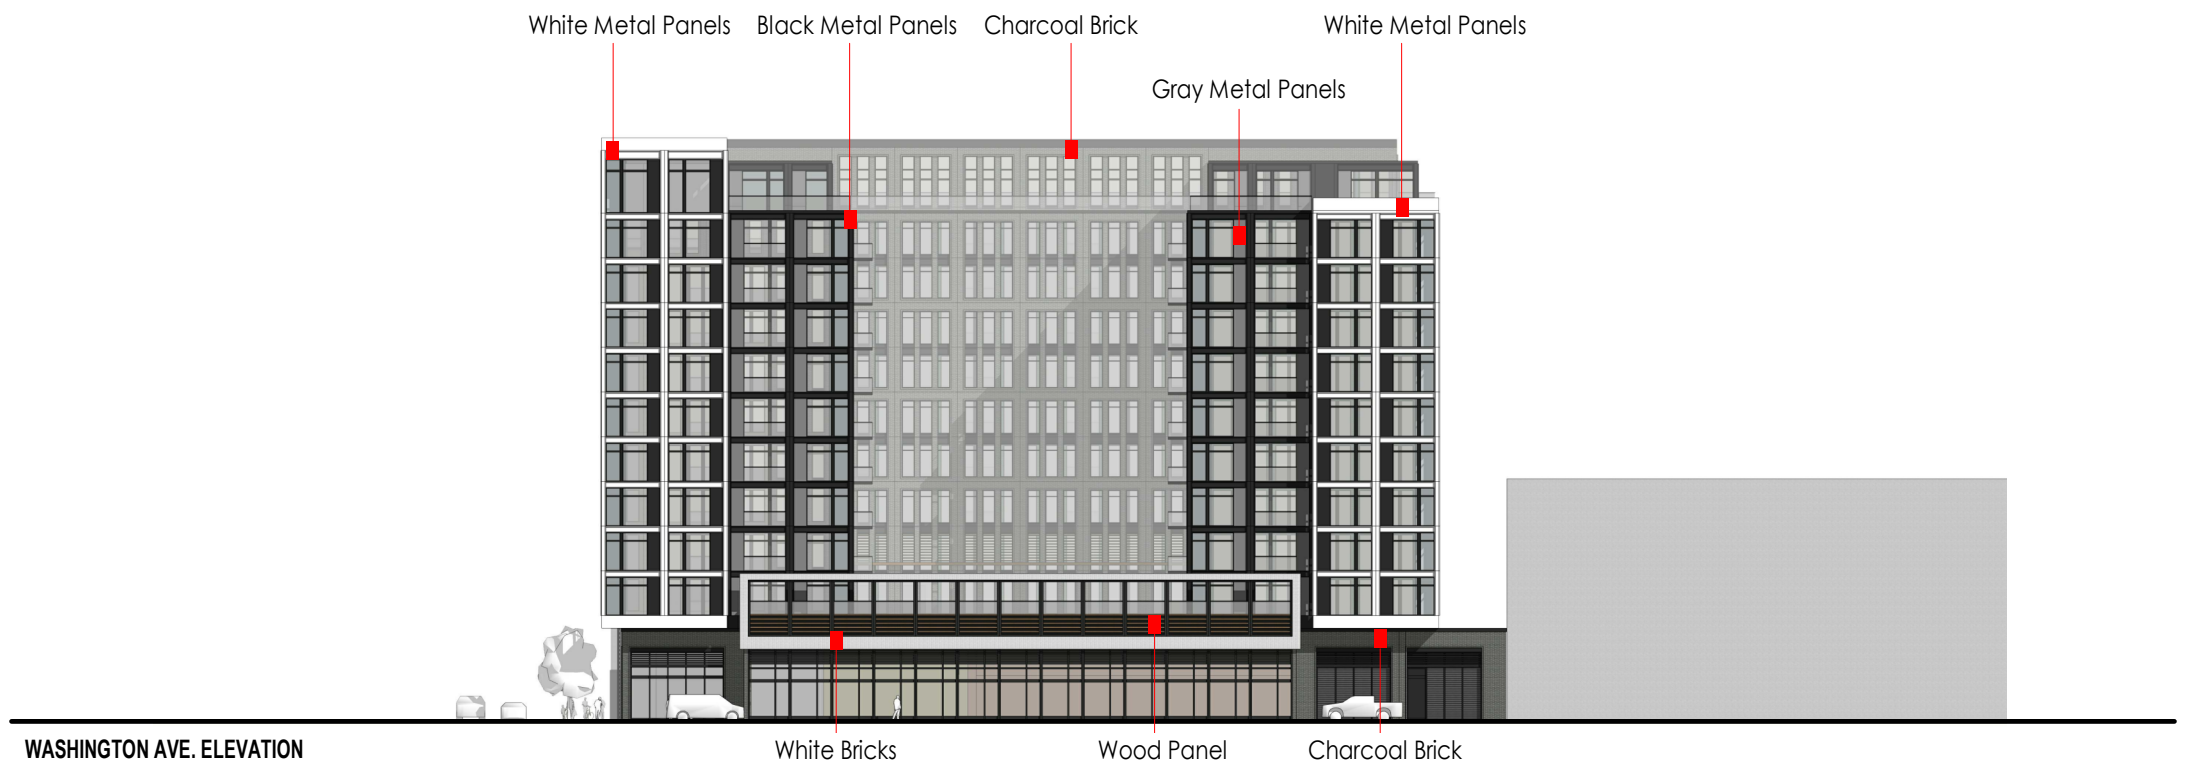 White Metal Panels
Black Metal Panels
Charcoal Brick
White Metal Panels
Gray Metal Panels
White Bricks
Wood Panel
Charcoal Brick
WASHINGTON AVE. ELEVATION